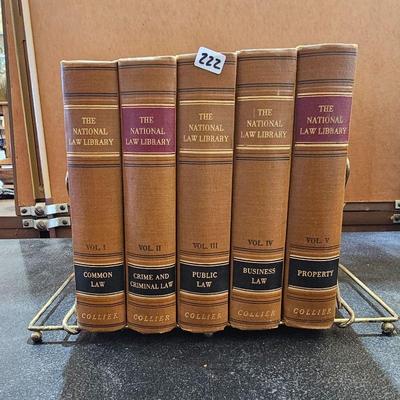 222
THE
NATIONAL
LAW LIBRARY
VOL. I
COMMON
LAW
COLLIER
THE
NATIONAL
LAW LIBRARY
VOL. II
CRIME AND
CRIMINAL LAW
COLLIER
THE
NATIONAL
LAW LIBRARY
VOL. III
PUBLIC
LAW
COLLIER
THE
NATIONAL
LAW LIBRARY
VOL. IV
BUSINESS
LAW
COLLIER
THE
NATIONAL
LAW LIBRARY
VOL. V
PROPERTY
COLLIER